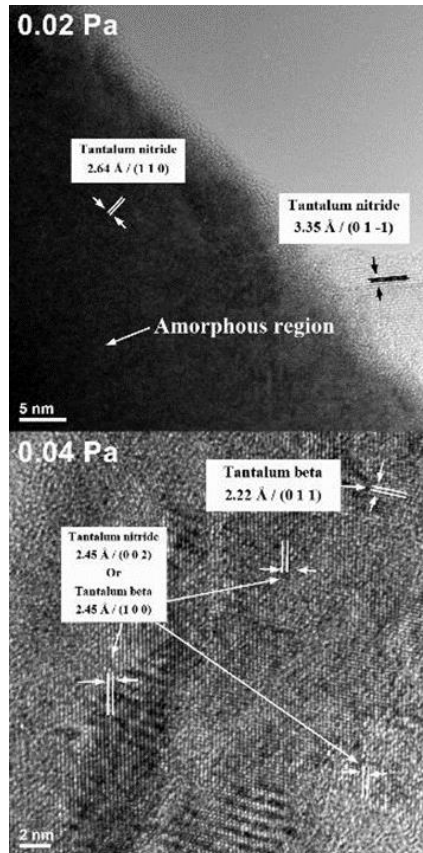 0.02 Pa
Tantalum nitride
2.64 Å / (1 1 0)
Tantalum nitride
3.35 Å / (0 1 -1)
Amorphous region
5 nm
0.04 Pa
Tantalum beta
2.22 Å / (0 1 1)
Tantalum nitride
2.45 Å / (0 0 2)
Or
Tantalum beta
2.45 Å / (1 0 0)
2 nm